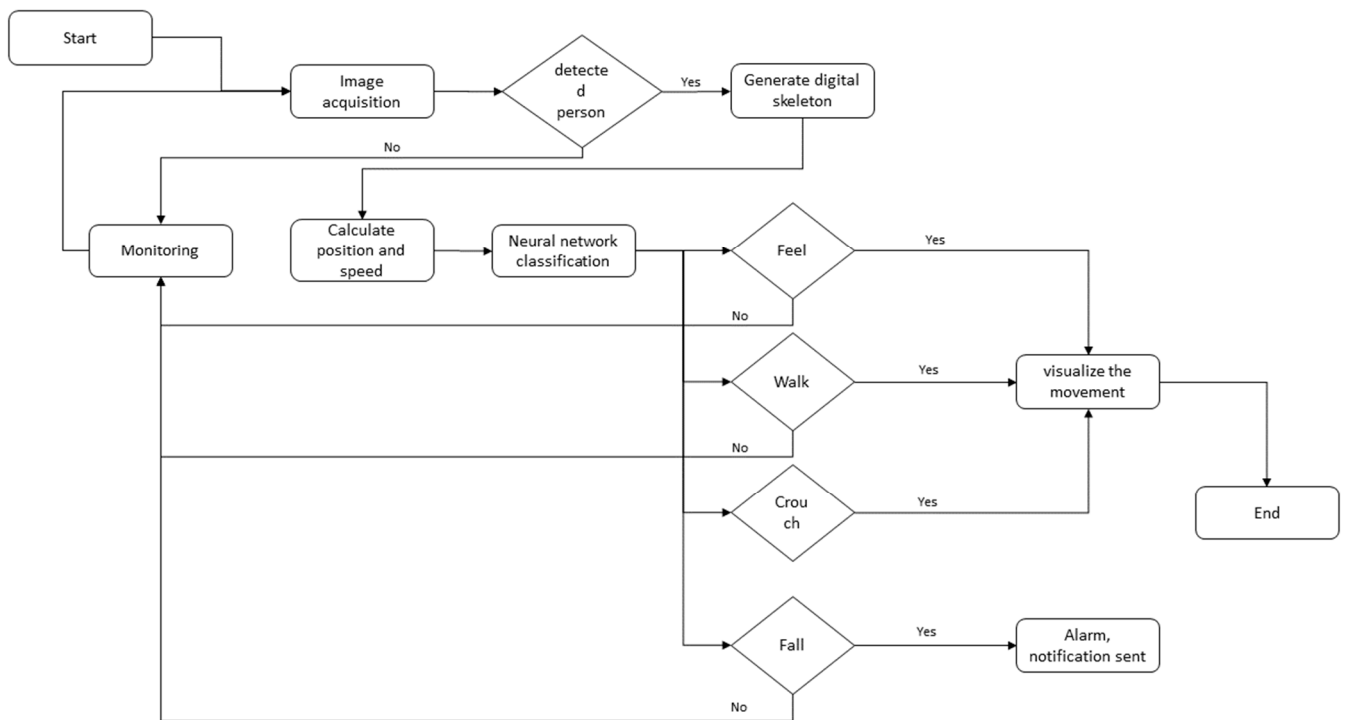 Start
Image
acquisition
detecte
d
person
Yes
Generate digital
skeleton
No
Monitoring
Calculate
position and
speed
Neural network
classification
Feel
Yes
No
Walk
Yes
visualize the
movement
No
Crou
ch
Yes
End
Fall
Yes
Alarm,
notification sent
No